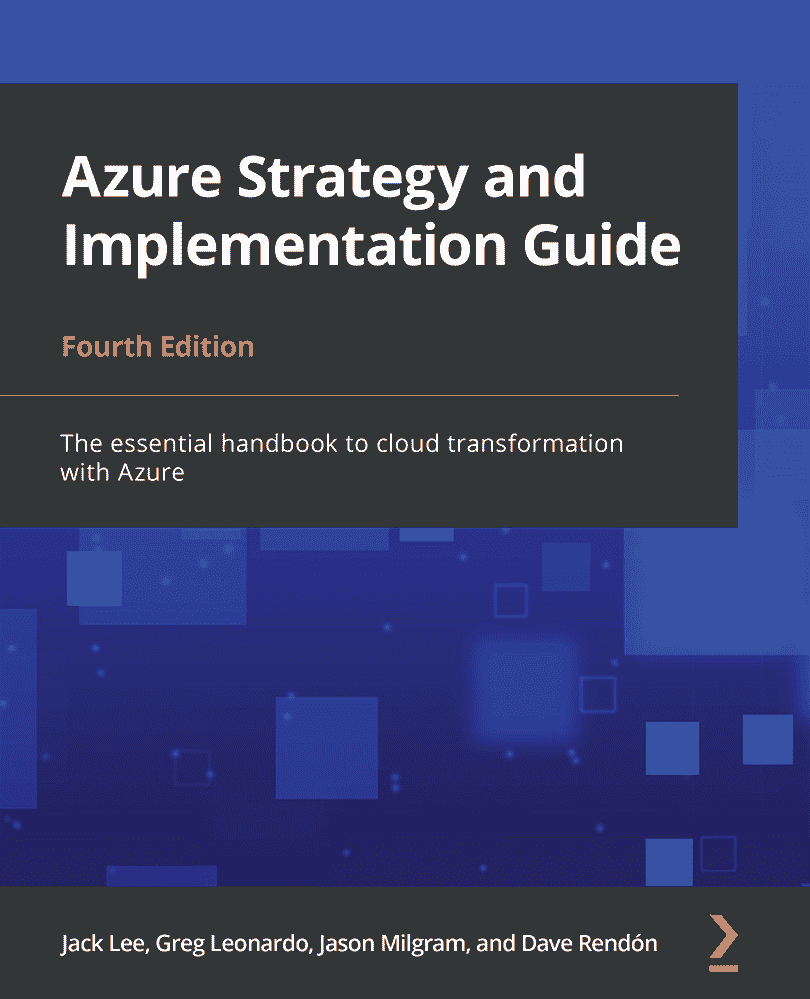 Azure Strategy and
Implementation Guide
Fourth Edition
The essential handbook to cloud transformation
with Azure
Jack Lee, Greg Leonardo, Jason Milgram, and Dave Rendón